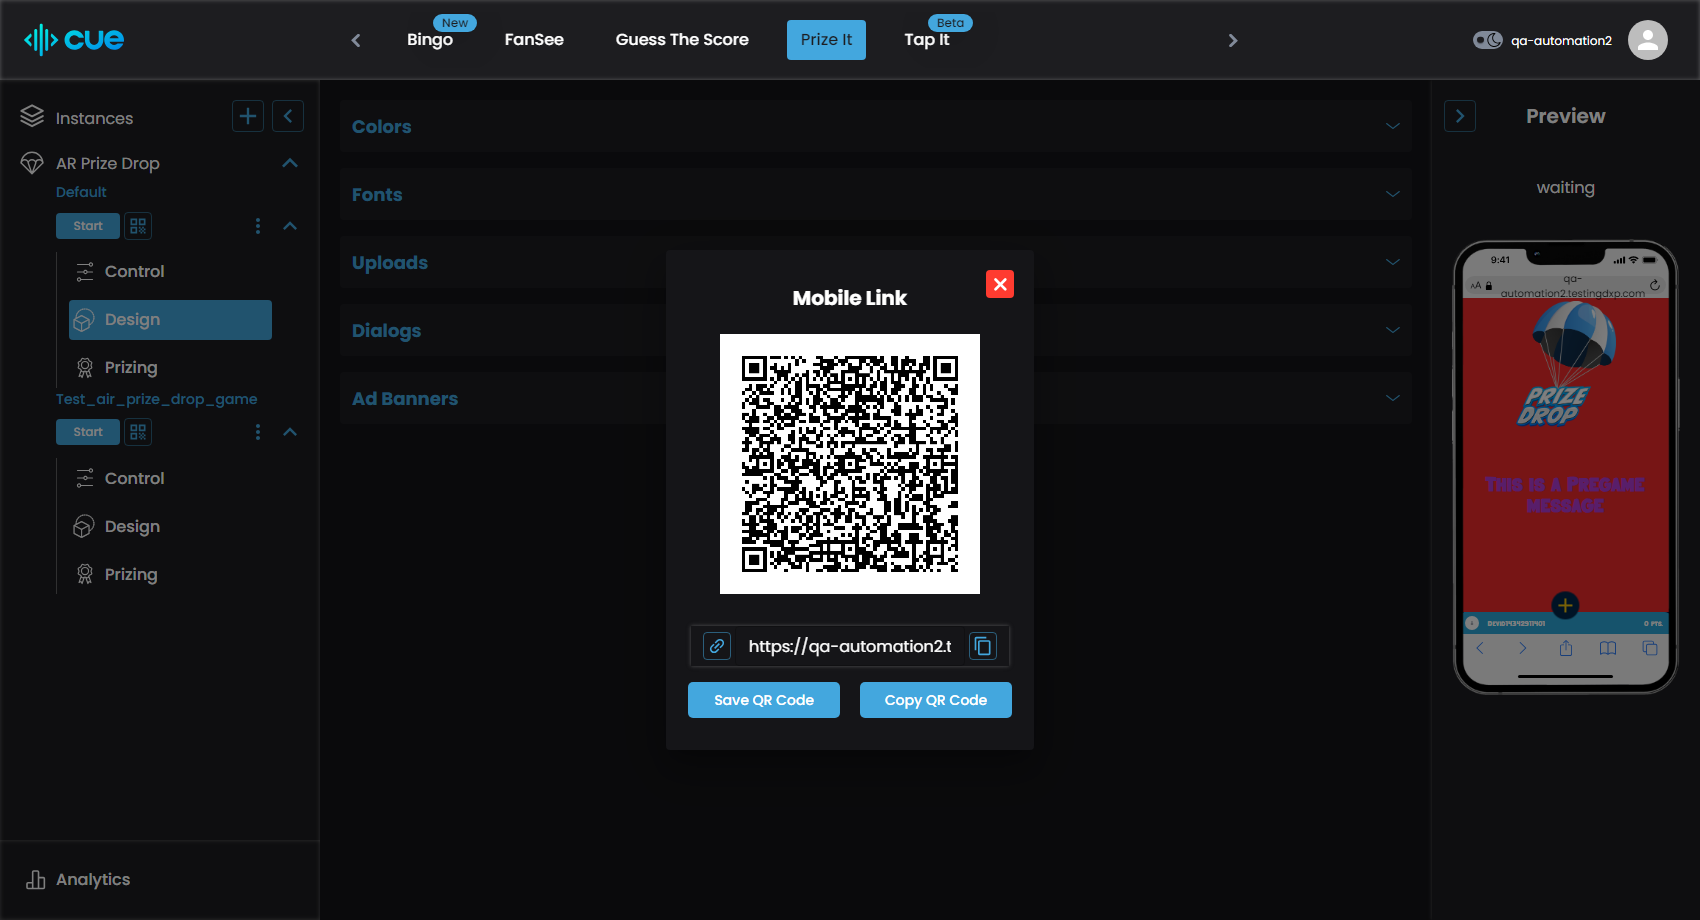 cue
Bingo
New
FanSee
Guess The Score
Prize It
Tap It
Beta
qa-automation2
Instances
AR Prize Drop
Default
Start
Control
Design
Prizing
Test_air_prize_drop_game
Start
Control
Design
Prizing
Analytics
Colors
Fonts
Uploads
Dialogs
Ad Banners
Mobile Link
https://qa-automation2.t
Save QR Code
Copy QR Code
Preview
waiting
9:41
AA
qa-
automation2.testingdxp.com
PRIZE
DROP
This is a Pregame
message
0 PTS.